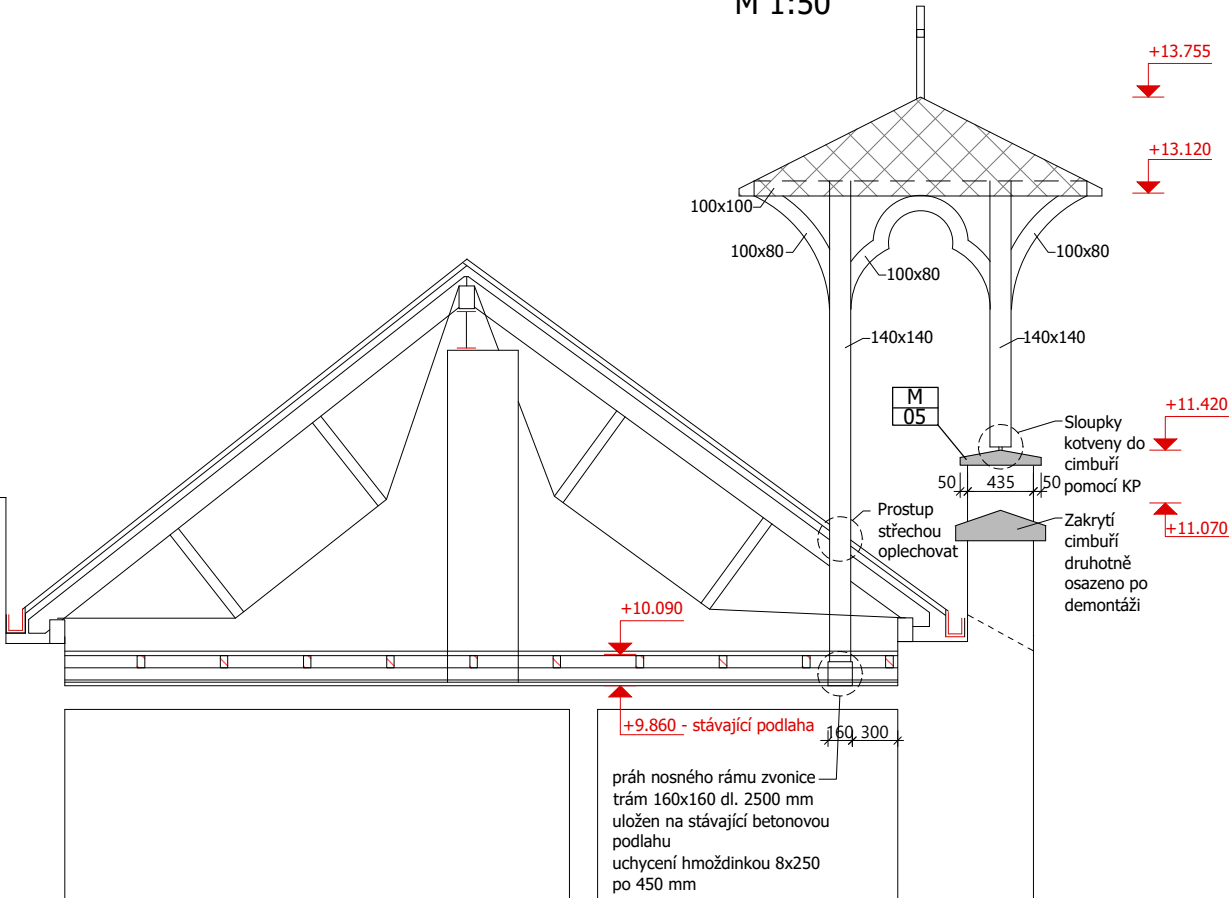 M 1:50
+13.755
+13.120
100x100
100x80
100x80
100x80
140x140
140x140
M
05
+11.420
Sloupky
kotveny do
cimbuří
pomocí KP
50
435
50
+11.070
Prostup
střechou
oplechovat
Zakrytí
cimbuří
druhotně
osazeno po
demontáži
+10.090
+9.860 - stávající podlaha
160
300
práh nosného rámu zvonice
trám 160x160 dl. 2500 mm
uložen na stávající betonovou
podlahu
uchycení hmoždinkou 8x250
po 450 mm